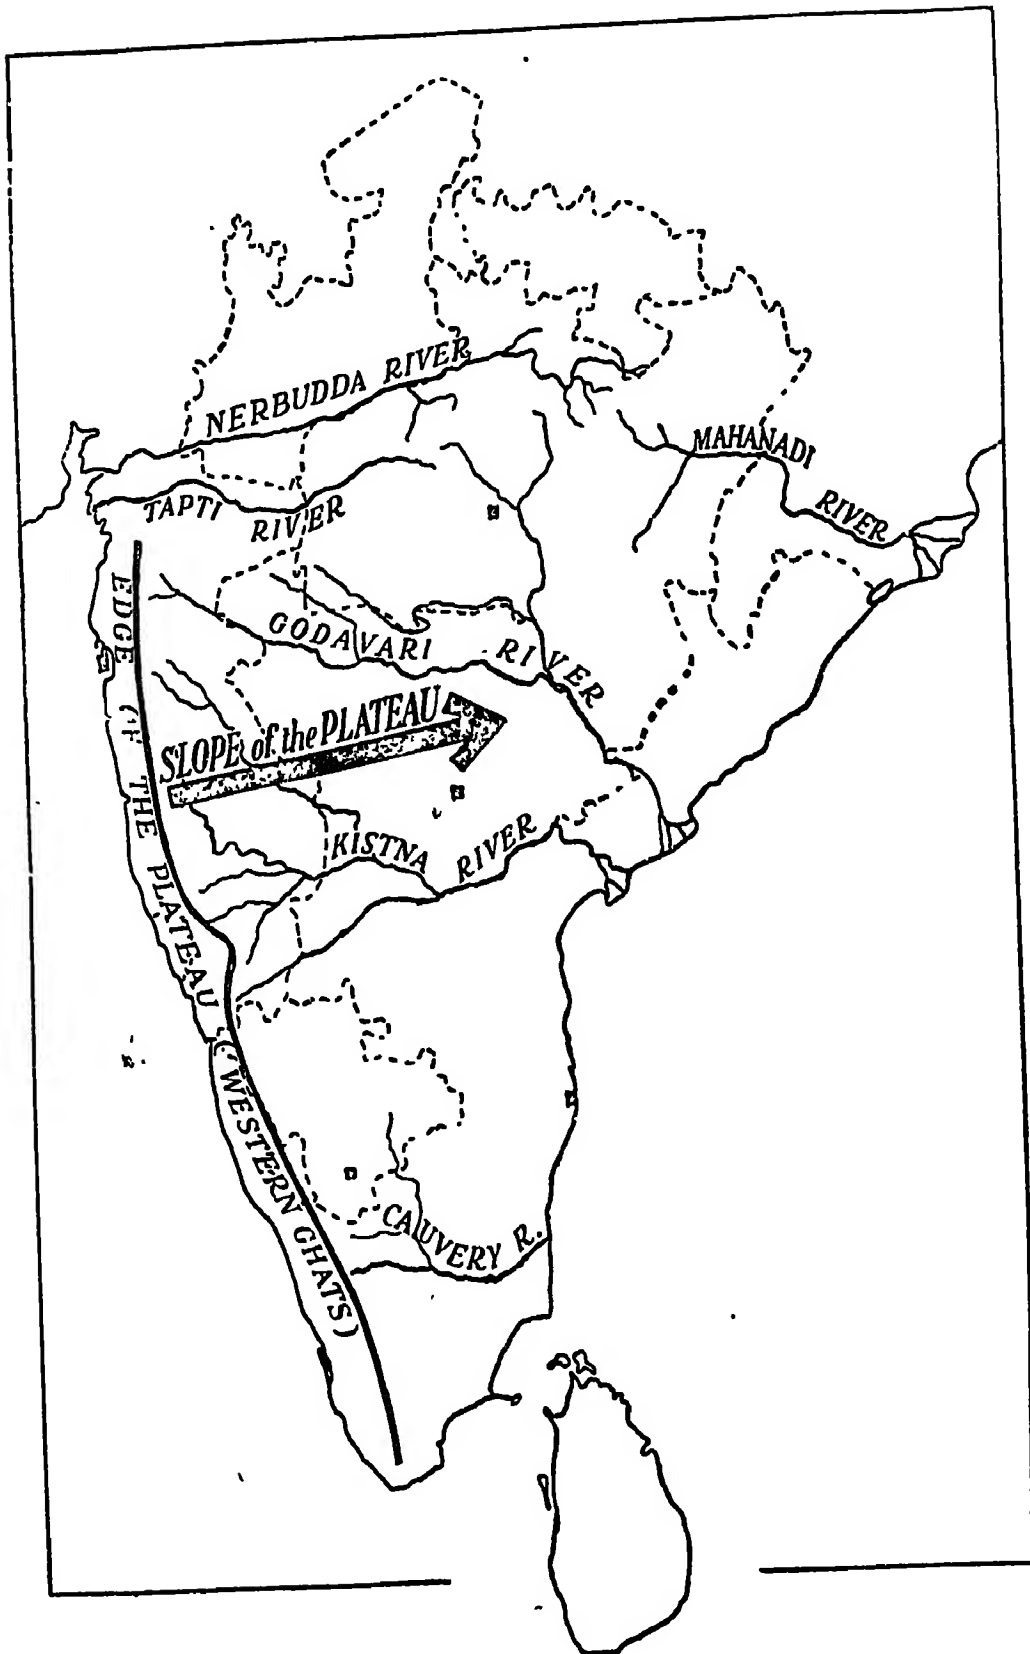 NERBUDDA RIVER
MAHANADI RIVER
TAPTI RIVER
GODAVARI RIVER
SLOPE of the PLATEAU
KISTNA RIVER
EDGE OF THE PLATEAU (WESTERN GHATS)
CAUVERY R.